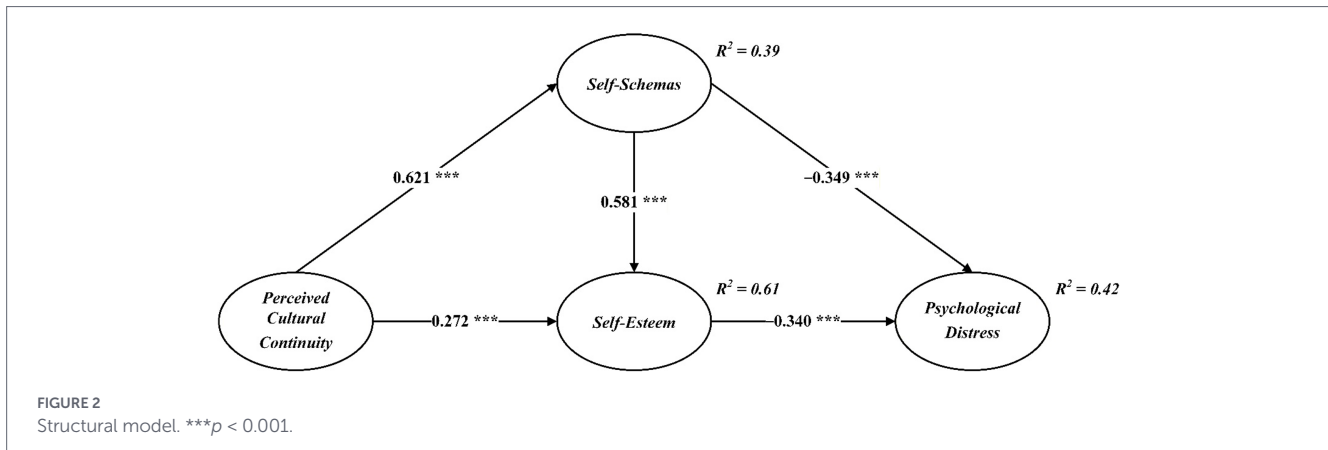 R² = 0.39
Self-Schemas
0.621 ***
−0.349 ***
0.581 ***
R² = 0.61
R² = 0.42
Perceived
Cultural
Continuity
0.272 ***
Self-Esteem
−0.340 ***
Psychological
Distress
FIGURE 2
Structural model. ***p < 0.001.